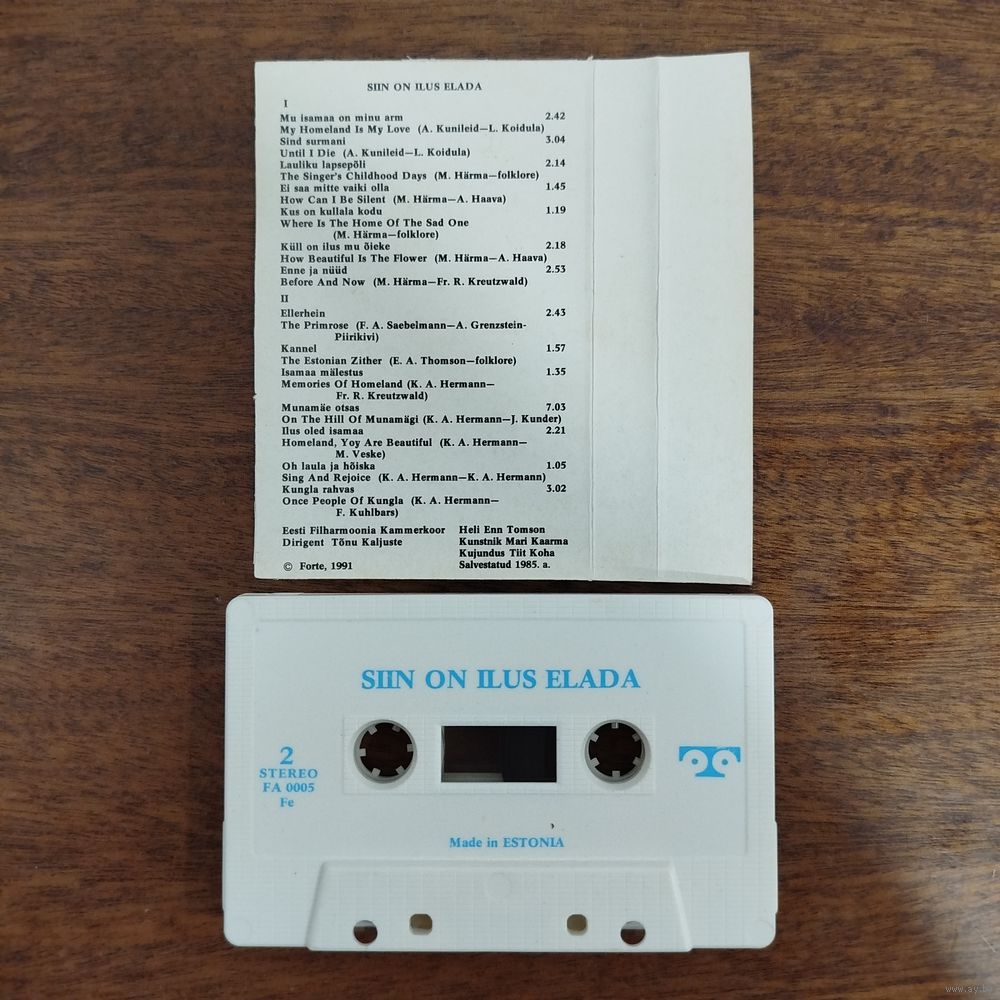 SIIN ON ILUS ELADA
I
Mu isamaa on minu arm 2.42
My Homeland Is My Love (A. Kunileid—L. Koidula)
Sind surmani 3.04
Until I Die (A. Kunileid—L. Koidula)
Lauliku lapsepõli 2.14
The Singer's Childhood Days (M. Härma—folklore)
Ei saa mitte vaiki olla 1.45
How Can I Be Silent (M. Härma—A. Haava)
Kus on kullala kodu 1.19
Where Is The Home Of The Sad One
(M. Härma—folklore)
Küll on ilus mu õieke 2.18
How Beautiful Is The Flower (M. Härma—A. Haava)
Enne ja nüüd 2.53
Before And Now (M. Härma—Fr. R. Kreutzwald)
II
Ellerhein 2.43
The Primrose (F. A. Saebelmann—A. Grenzstein-
Piirikivi)
Kannel 1.57
The Estonian Zither (E. A. Thomson—folklore)
Isamaa mälestus 1.35
Memories Of Homeland (K. A. Hermann—
Fr. R. Kreutzwald)
Munamäe otsas 7.03
On The Hill Of Munamägi (K. A. Hermann—J. Kunder)
Ilus oled isamaa 2.21
Homeland, Yoy Are Beautiful (K. A. Hermann—
M. Veske)
Oh laula ja hõiska 1.05
Sing And Rejoice (K. A. Hermann—K. A. Hermann)
Kungla rahvas 3.02
Once People Of Kungla (K. A. Hermann—
F. Kuhlbars)
Eesti Filharmoonia Kammerkoor Heli Enn Tomson
Dirigent Tõnu Kaljuste Kunstnik Mari Kaarma
Kujundus Tiit Koha
© Forte, 1991 Salvestatud 1985. a.
SIIN ON ILUS ELADA
2
STEREO
FA 0005
Fe
Made in ESTONIA